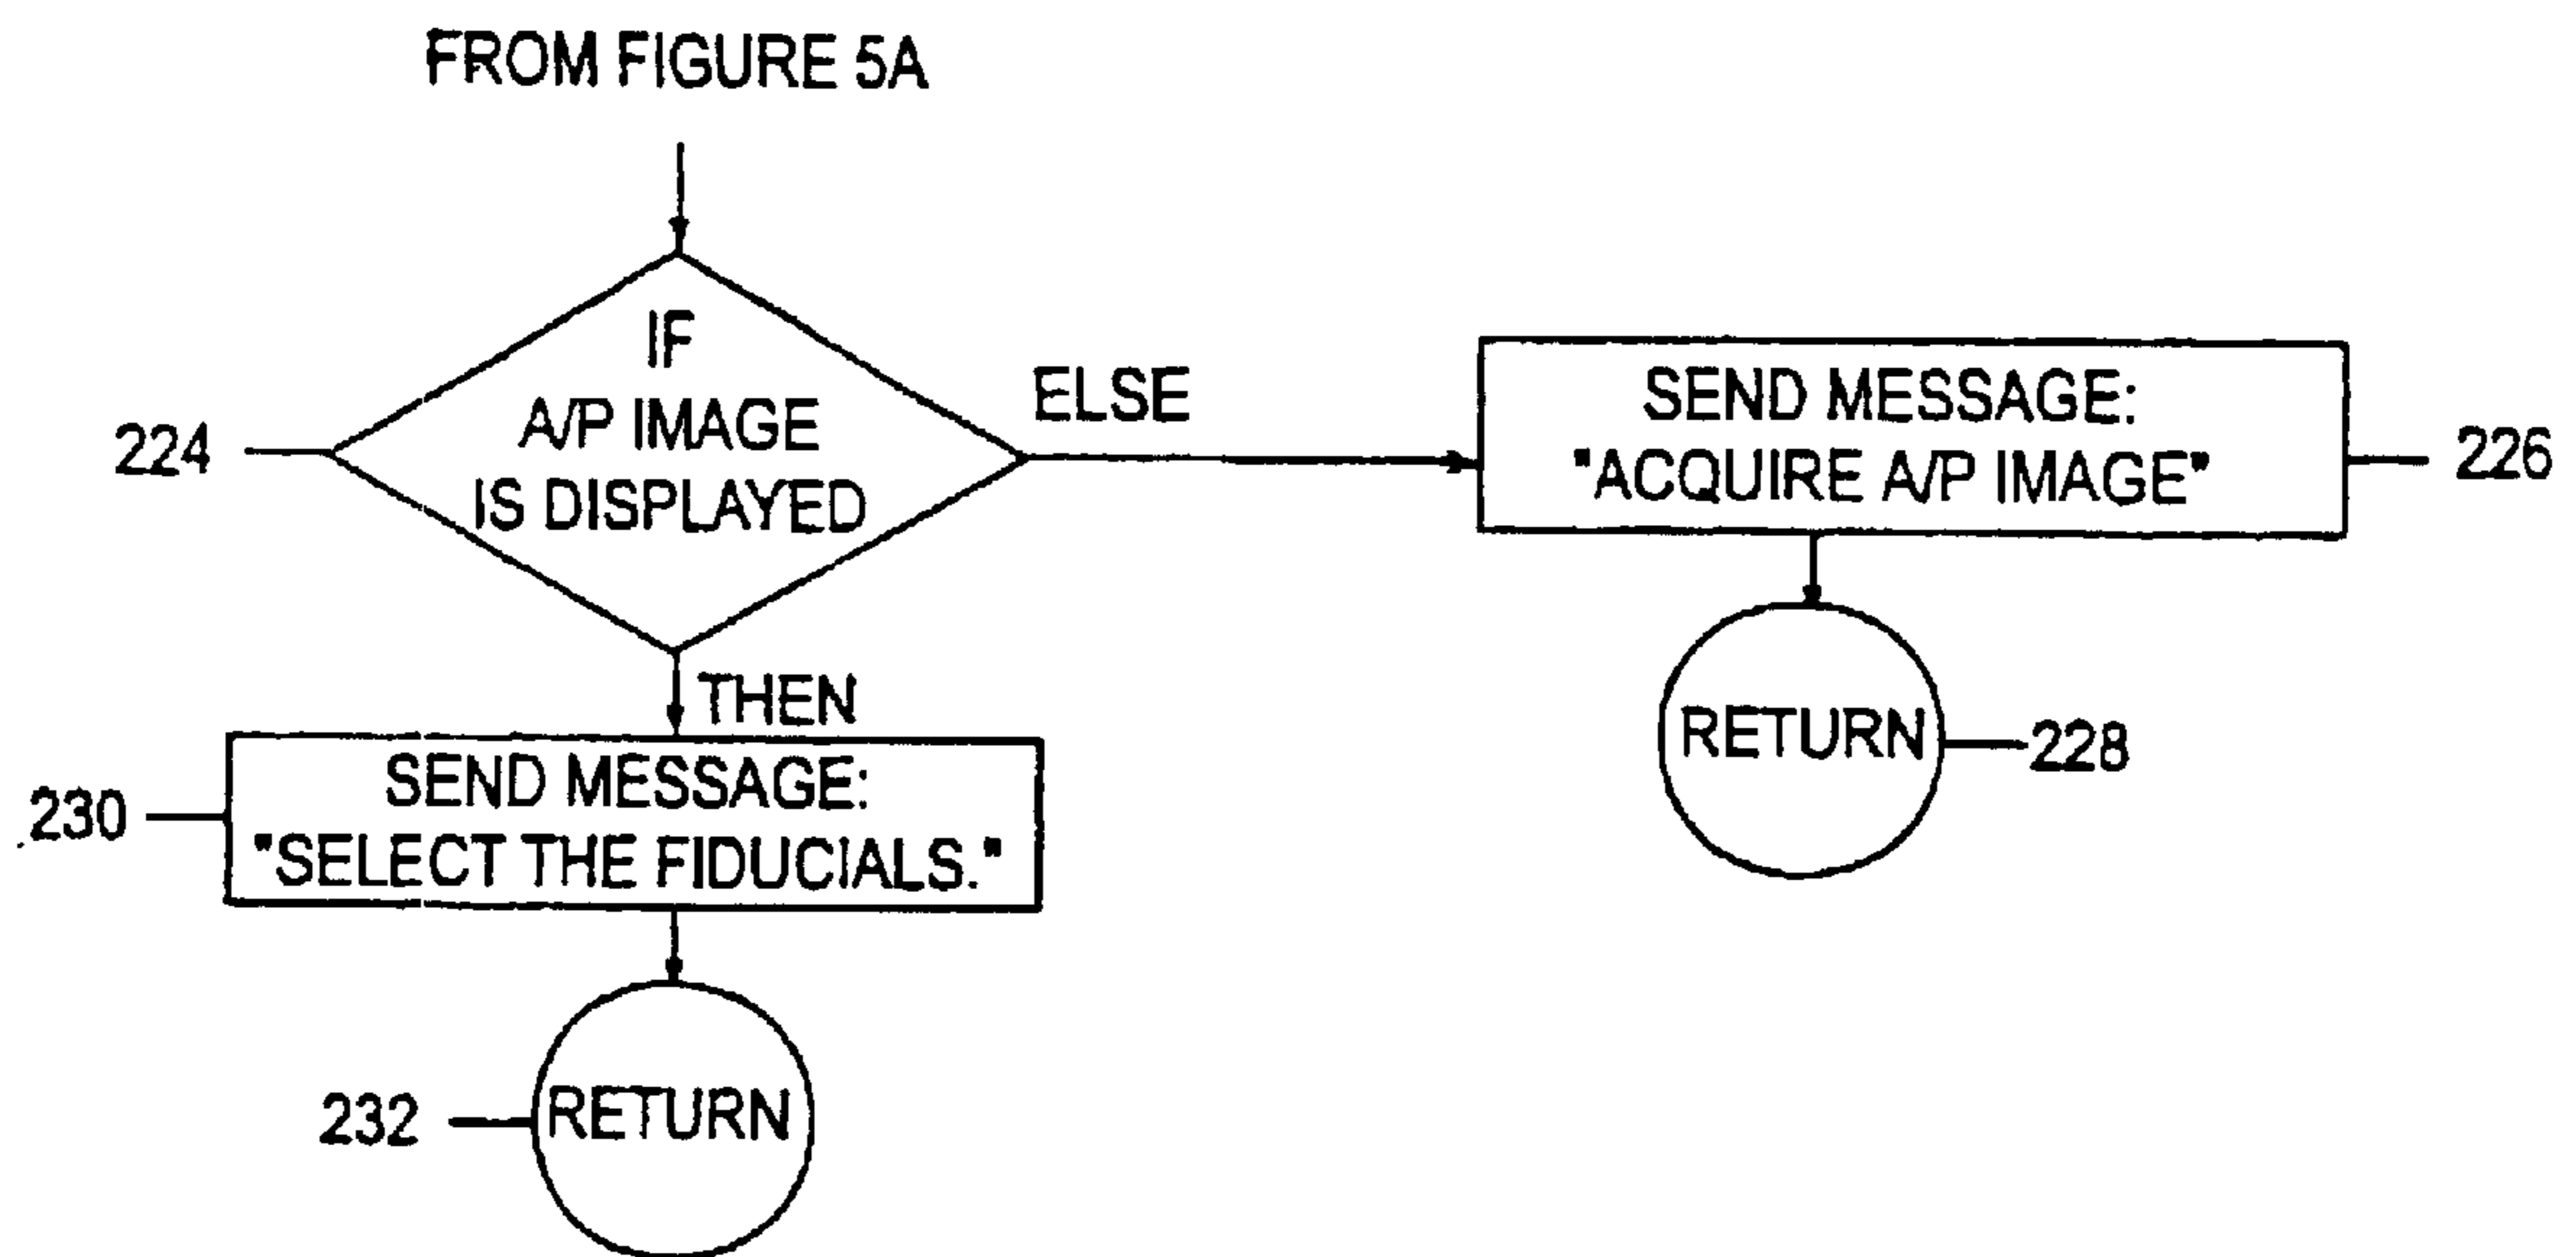 FROM FIGURE 5A
IF
A/P IMAGE
IS DISPLAYED
224
ELSE
SEND MESSAGE:
"ACQUIRE A/P IMAGE"
226
RETURN
228
THEN
SEND MESSAGE:
"SELECT THE FIDUCIALS."
230
RETURN
232